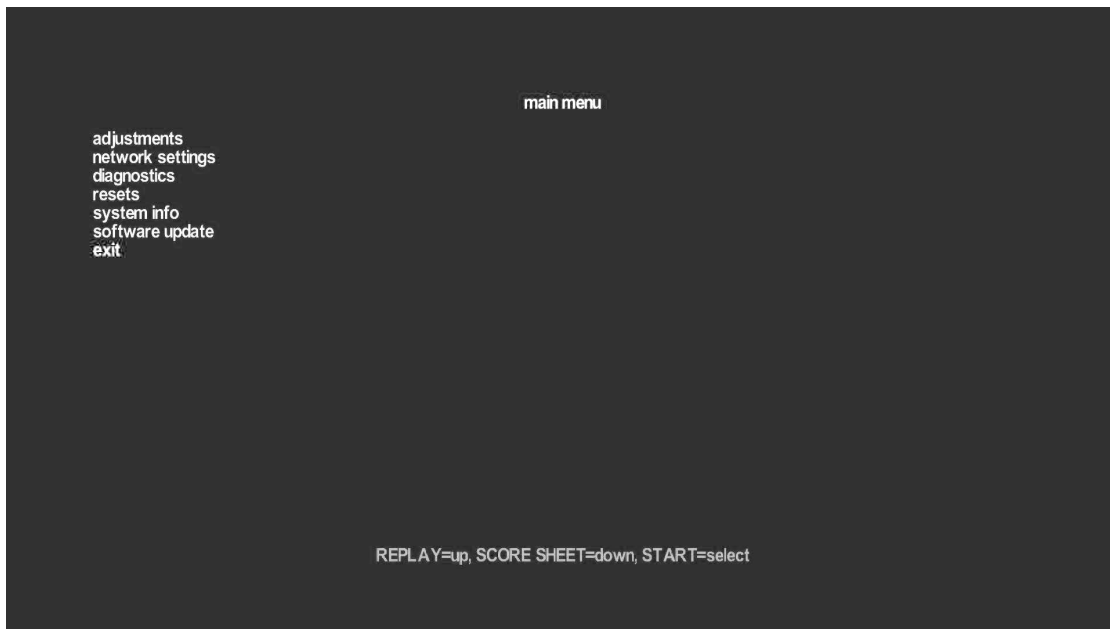 main menu
adjustments
network settings
diagnostics
resets
system info
software update
exit
REPLAY=up, SCORE SHEET=down, START=select